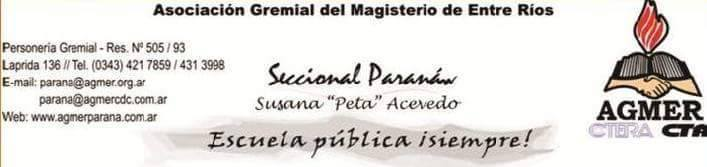 Asociación Gremial del Magisterio de Entre Ríos
Personería Gremial - Res. Nº 505 / 93
Laprida 136 // Tel. (0343) 421 7859 / 431 3998
E-mail: parana@agmer.org.ar
parana@agmercdc.com.ar
Web: www.agmerparana.com.ar
Seccional Paraná
Susana "Peta" Acevedo
Escuela pública ¡siempre!
AGMER
CTERA CTA